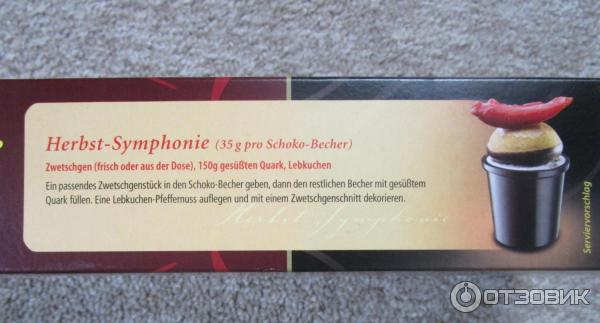 Herbst-Symphonie (35 g pro Schoko-Becher)
Zwetschgen (frisch oder aus der Dose), 150g gesüßten Quark, Lebkuchen
Ein passendes Zwetschgenstück in den Schoko-Becher geben, dann den restlichen Becher mit gesüßtem
Quark füllen. Eine Lebkuchen-Pfeffernuss auflegen und mit einem Zwetschgenschnitt dekorieren.
Herbst-Symphonie
Serviervorschlag
ОТЗОВИК